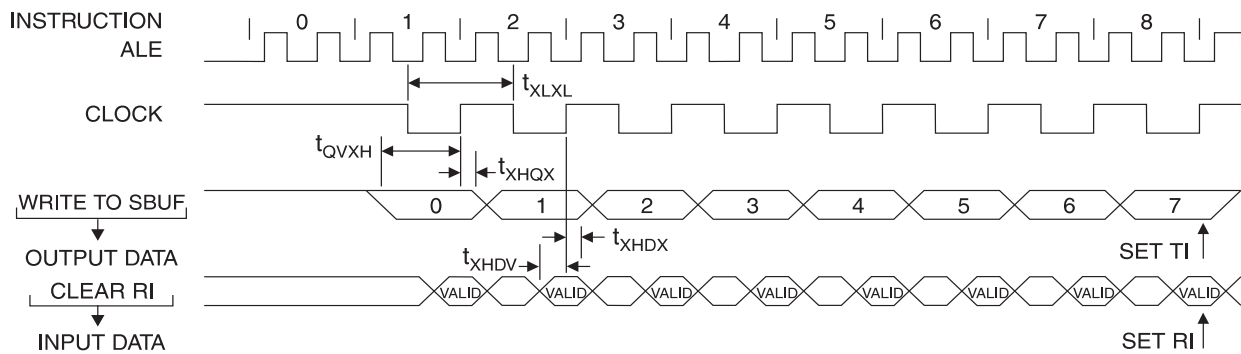 INSTRUCTION 0 1 2 3 4 5 6 7 8
ALE
tXLXL
CLOCK
tQVXH
tXHQX
WRITE TO SBUF
0 1 2 3 4 5 6 7
tXHDX
SET TI
OUTPUT DATA
tXHDV
CLEAR RI
VALID VALID VALID VALID VALID VALID VALID VALID
INPUT DATA
SET RI